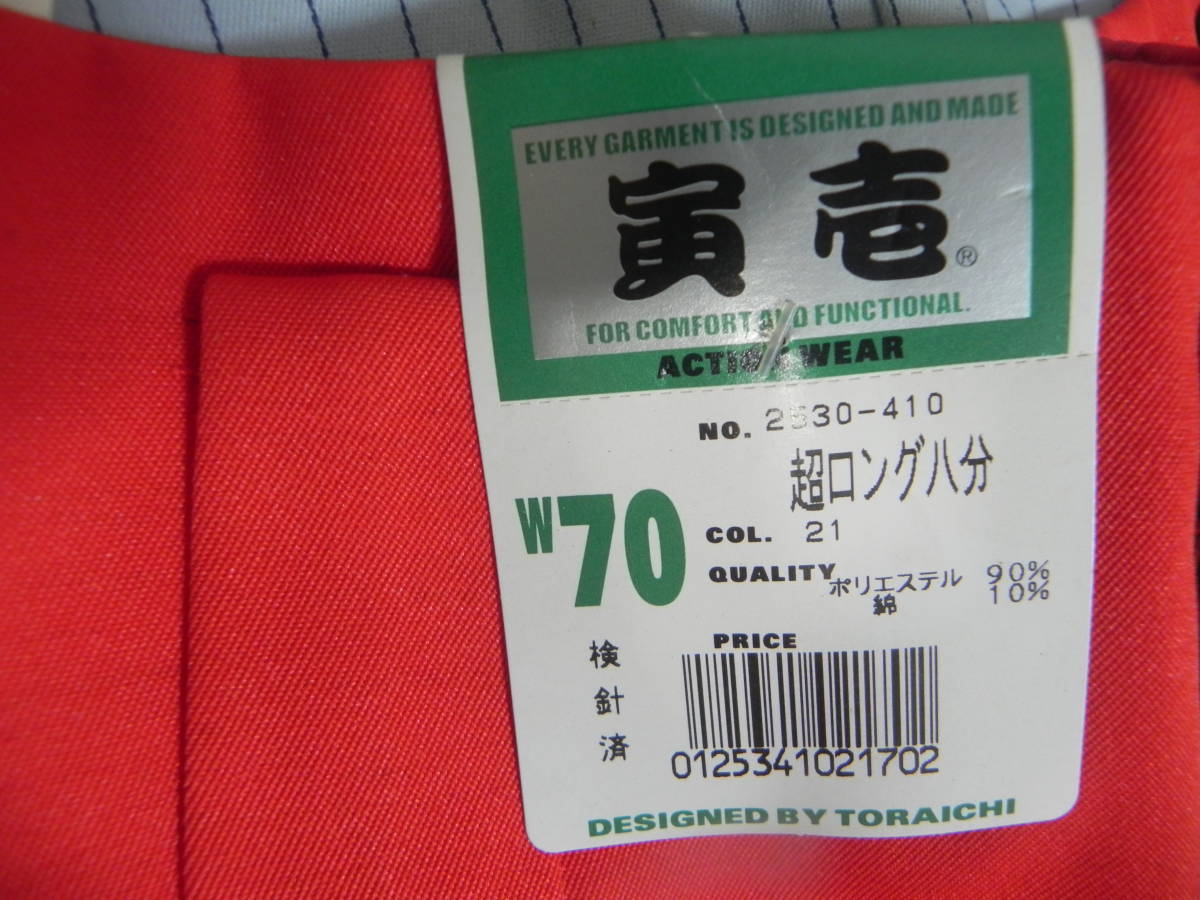 EVERY GARMENT IS DESIGNED AND MADE
寅壱®
FOR COMFORT AND FUNCTIONAL.
ACTION WEAR
NO. 2530-410
超ロング八分
W70
COL. 21
QUALITY ポリエステル 90%
綿 10%
PRICE
検針済
0125341021702
DESIGNED BY TORAICHI